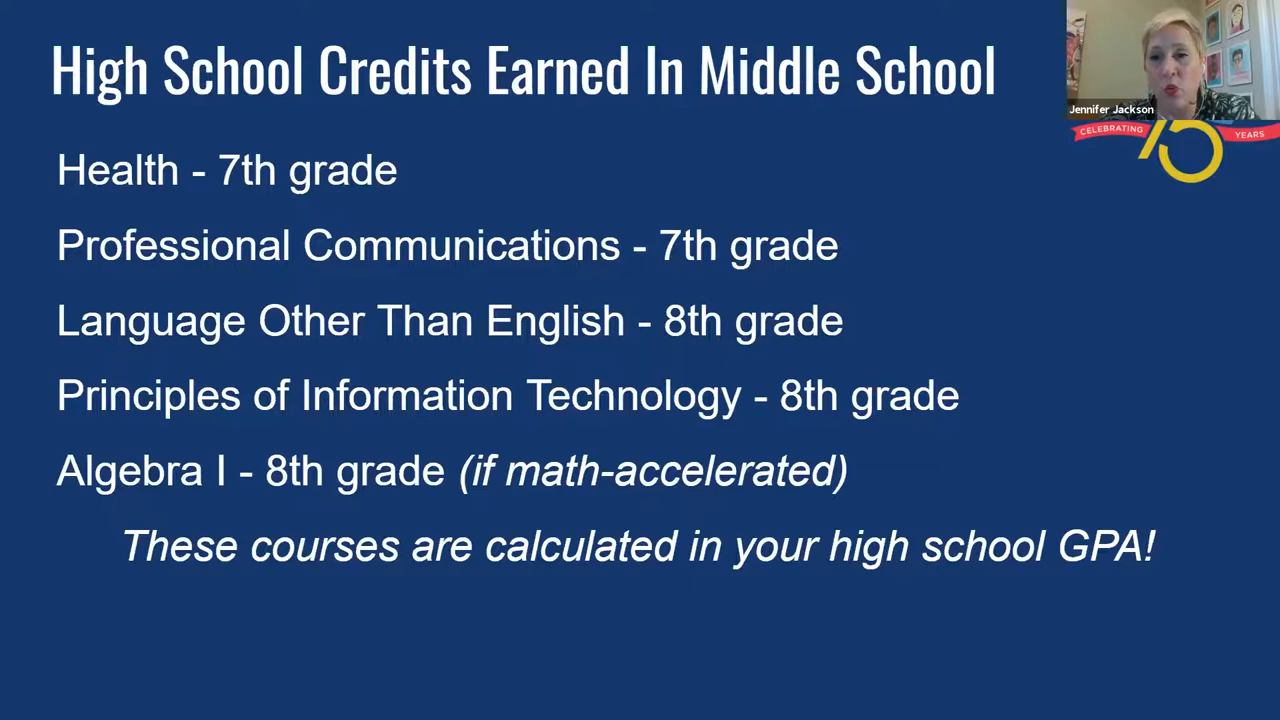 High School Credits Earned In Middle School
Jennifer Jackson
CELEBRATING 75 YEARS
Health - 7th grade
Professional Communications - 7th grade
Language Other Than English - 8th grade
Principles of Information Technology - 8th grade
Algebra I - 8th grade (if math-accelerated)
These courses are calculated in your high school GPA!